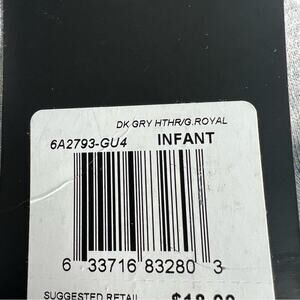 DK GRY HTHR/G.ROYAL
6A2793-GU4 INFANT
6 33716 83280 3
SUGGESTED RETAIL